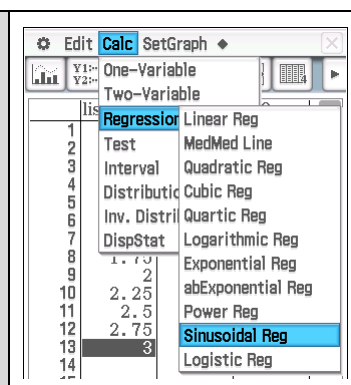 Edit Calc SetGraph ◆
Y1:
Y2:
One-Variable
Two-Variable
lis
Regression Linear Reg
1
2 Test MedMed Line
3 Interval Quadratic Reg
4
5 Cubic Reg
6 Inv. Distri Quartic Reg
7 DispStat Logarithmic Reg
8 1.75 Exponential Reg
9 2 abExponential Reg
10 2.25
11 2.5 Power Reg
12 2.75 Sinusoidal Reg
13 3
14 Logistic Reg